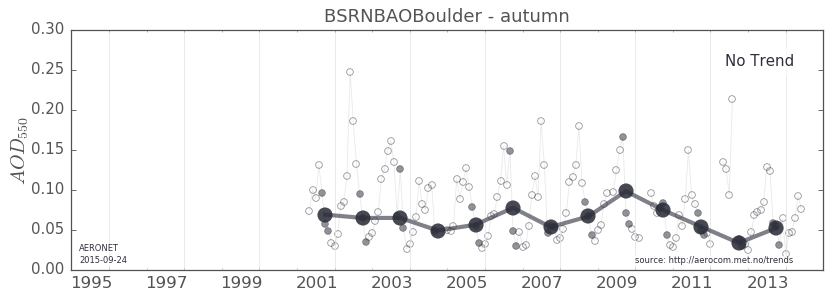 BSRNBAOBoulder - autumn
0.30
0.25
0.20
0.15
0.10
0.05
0.00
AOD550
No Trend
AERONET
2015-09-24
source: http://aerocom.met.no/trends
1995 1997 1999 2001 2003 2005 2006 2007 2009 2011 2013